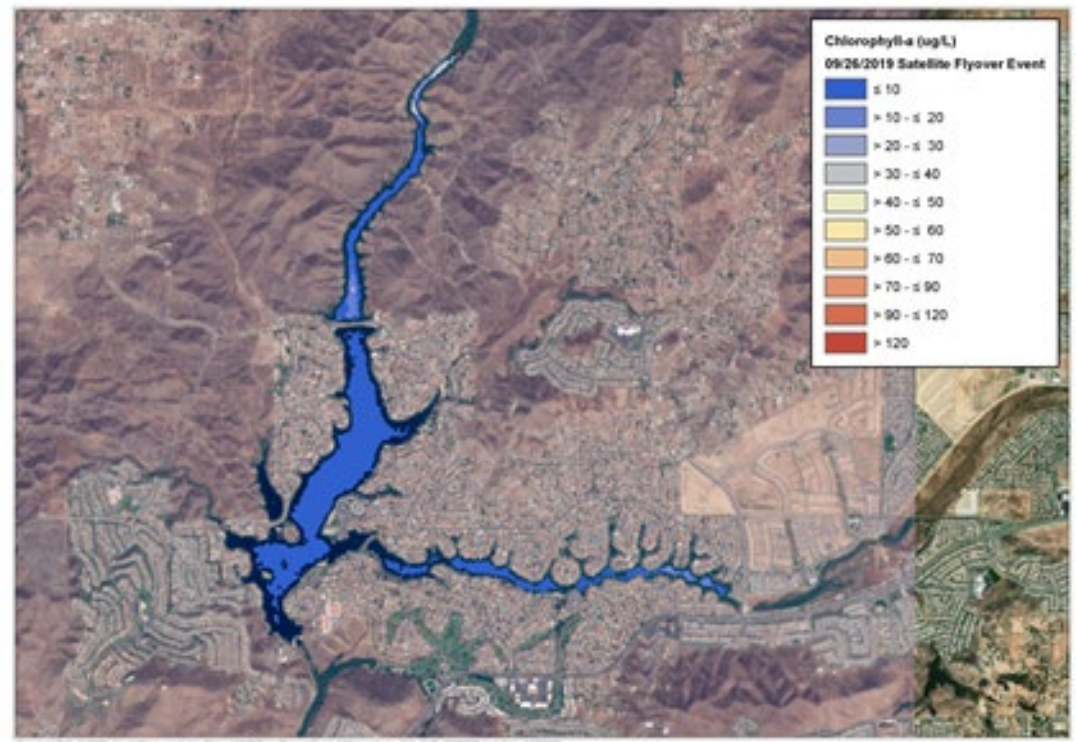 Chlorophyll-a (ug/L)
09/26/2019 Satellite Flyover Event
≤ 10
> 10 - ≤ 20
> 20 - ≤ 30
> 30 - ≤ 40
> 40 - ≤ 50
> 50 - ≤ 60
> 60 - ≤ 70
> 70 - ≤ 90
> 90 - ≤ 120
> 120